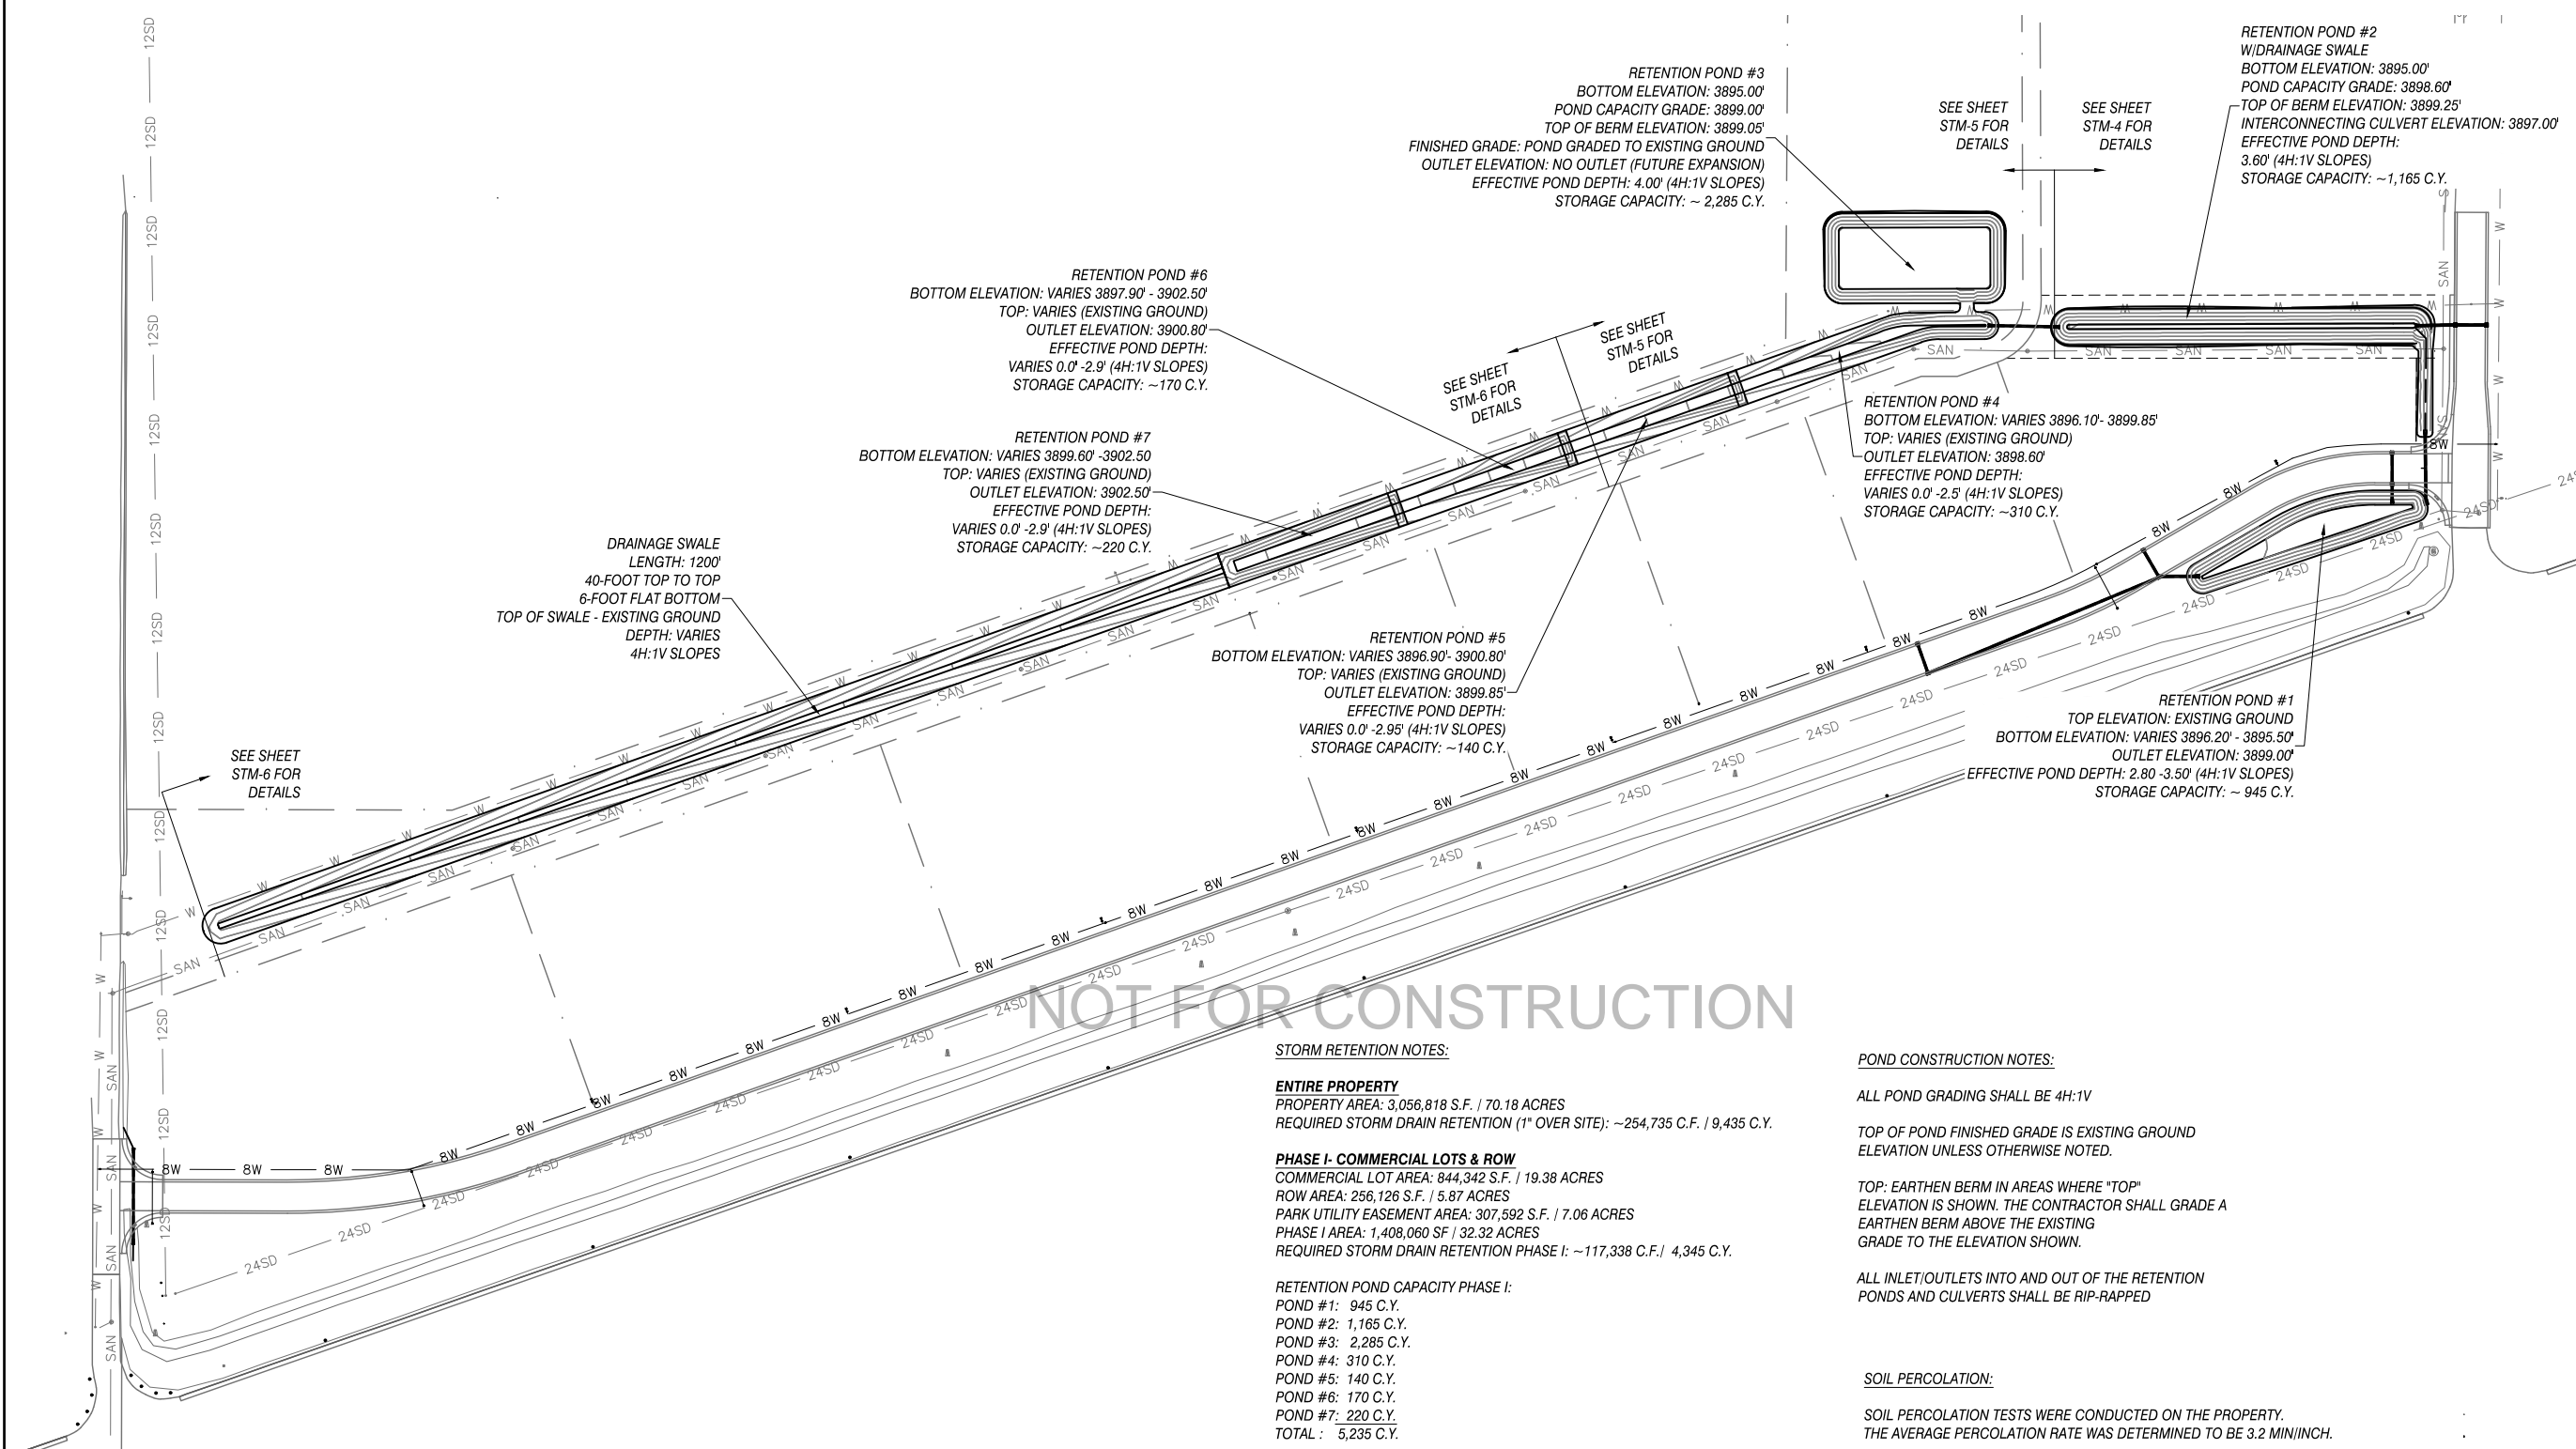 RETENTION POND #2
W/DRAINAGE SWALE
BOTTOM ELEVATION: 3895.00'
POND CAPACITY GRADE: 3898.60'
TOP OF BERM ELEVATION: 3899.25'
INTERCONNECTING CULVERT ELEVATION: 3897.00'
EFFECTIVE POND DEPTH:
3.60' (4H:1V SLOPES)
STORAGE CAPACITY: ~1,165 C.Y.
RETENTION POND #3
BOTTOM ELEVATION: 3895.00'
POND CAPACITY GRADE: 3899.00'
TOP OF BERM ELEVATION: 3899.05'
FINISHED GRADE: POND GRADED TO EXISTING GROUND
OUTLET ELEVATION: NO OUTLET (FUTURE EXPANSION)
EFFECTIVE POND DEPTH: 4.00' (4H:1V SLOPES)
STORAGE CAPACITY: ~ 2,285 C.Y.
SEE SHEET
STM-5 FOR
DETAILS
SEE SHEET
STM-4 FOR
DETAILS
RETENTION POND #6
BOTTOM ELEVATION: VARIES 3897.90' - 3902.50'
TOP: VARIES (EXISTING GROUND)
OUTLET ELEVATION: 3900.80'
EFFECTIVE POND DEPTH:
VARIES 0.0' -2.9' (4H:1V SLOPES)
STORAGE CAPACITY: ~170 C.Y.
SEE SHEET
STM-5 FOR
DETAILS
SEE SHEET
STM-6 FOR
DETAILS
RETENTION POND #4
BOTTOM ELEVATION: VARIES 3896.10'- 3899.85'
TOP: VARIES (EXISTING GROUND)
OUTLET ELEVATION: 3898.60'
EFFECTIVE POND DEPTH:
VARIES 0.0' -2.5' (4H:1V SLOPES)
STORAGE CAPACITY: ~310 C.Y.
RETENTION POND #7
BOTTOM ELEVATION: VARIES 3899.60' -3902.50
TOP: VARIES (EXISTING GROUND)
OUTLET ELEVATION: 3902.50'
EFFECTIVE POND DEPTH:
VARIES 0.0' -2.9' (4H:1V SLOPES)
STORAGE CAPACITY: ~220 C.Y.
DRAINAGE SWALE
LENGTH: 1200'
40-FOOT TOP TO TOP
6-FOOT FLAT BOTTOM
TOP OF SWALE - EXISTING GROUND
DEPTH: VARIES
4H:1V SLOPES
RETENTION POND #5
BOTTOM ELEVATION: VARIES 3896.90'- 3900.80'
TOP: VARIES (EXISTING GROUND)
OUTLET ELEVATION: 3899.85'
EFFECTIVE POND DEPTH:
VARIES 0.0' -2.95' (4H:1V SLOPES)
STORAGE CAPACITY: ~140 C.Y.
RETENTION POND #1
TOP ELEVATION: EXISTING GROUND
BOTTOM ELEVATION: VARIES 3896.20' - 3895.50'
OUTLET ELEVATION: 3899.00'
EFFECTIVE POND DEPTH: 2.80 -3.50' (4H:1V SLOPES)
STORAGE CAPACITY: ~ 945 C.Y.
SEE SHEET
STM-6 FOR
DETAILS
12SD
W
SAN
8W
24SD
NOT FOR CONSTRUCTION
STORM RETENTION NOTES:
ENTIRE PROPERTY
PROPERTY AREA: 3,056,818 S.F. / 70.18 ACRES
REQUIRED STORM DRAIN RETENTION (1" OVER SITE): ~254,735 C.F. / 9,435 C.Y.
PHASE I- COMMERCIAL LOTS & ROW
COMMERCIAL LOT AREA: 844,342 S.F. / 19.38 ACRES
ROW AREA: 256,126 S.F. / 5.87 ACRES
PARK UTILITY EASEMENT AREA: 307,592 S.F. / 7.06 ACRES
PHASE I AREA: 1,408,060 SF / 32.32 ACRES
REQUIRED STORM DRAIN RETENTION PHASE I: ~117,338 C.F./ 4,345 C.Y.
RETENTION POND CAPACITY PHASE I:
POND #1: 945 C.Y.
POND #2: 1,165 C.Y.
POND #3: 2,285 C.Y.
POND #4: 310 C.Y.
POND #5: 140 C.Y.
POND #6: 170 C.Y.
POND #7: 220 C.Y.
TOTAL : 5,235 C.Y.
POND CONSTRUCTION NOTES:
ALL POND GRADING SHALL BE 4H:1V
TOP OF POND FINISHED GRADE IS EXISTING GROUND
ELEVATION UNLESS OTHERWISE NOTED.
TOP: EARTHEN BERM IN AREAS WHERE "TOP"
ELEVATION IS SHOWN. THE CONTRACTOR SHALL GRADE A
EARTHEN BERM ABOVE THE EXISTING
GRADE TO THE ELEVATION SHOWN.
ALL INLET/OUTLETS INTO AND OUT OF THE RETENTION
PONDS AND CULVERTS SHALL BE RIP-RAPPED
SOIL PERCOLATION:
SOIL PERCOLATION TESTS WERE CONDUCTED ON THE PROPERTY.
THE AVERAGE PERCOLATION RATE WAS DETERMINED TO BE 3.2 MIN/INCH.